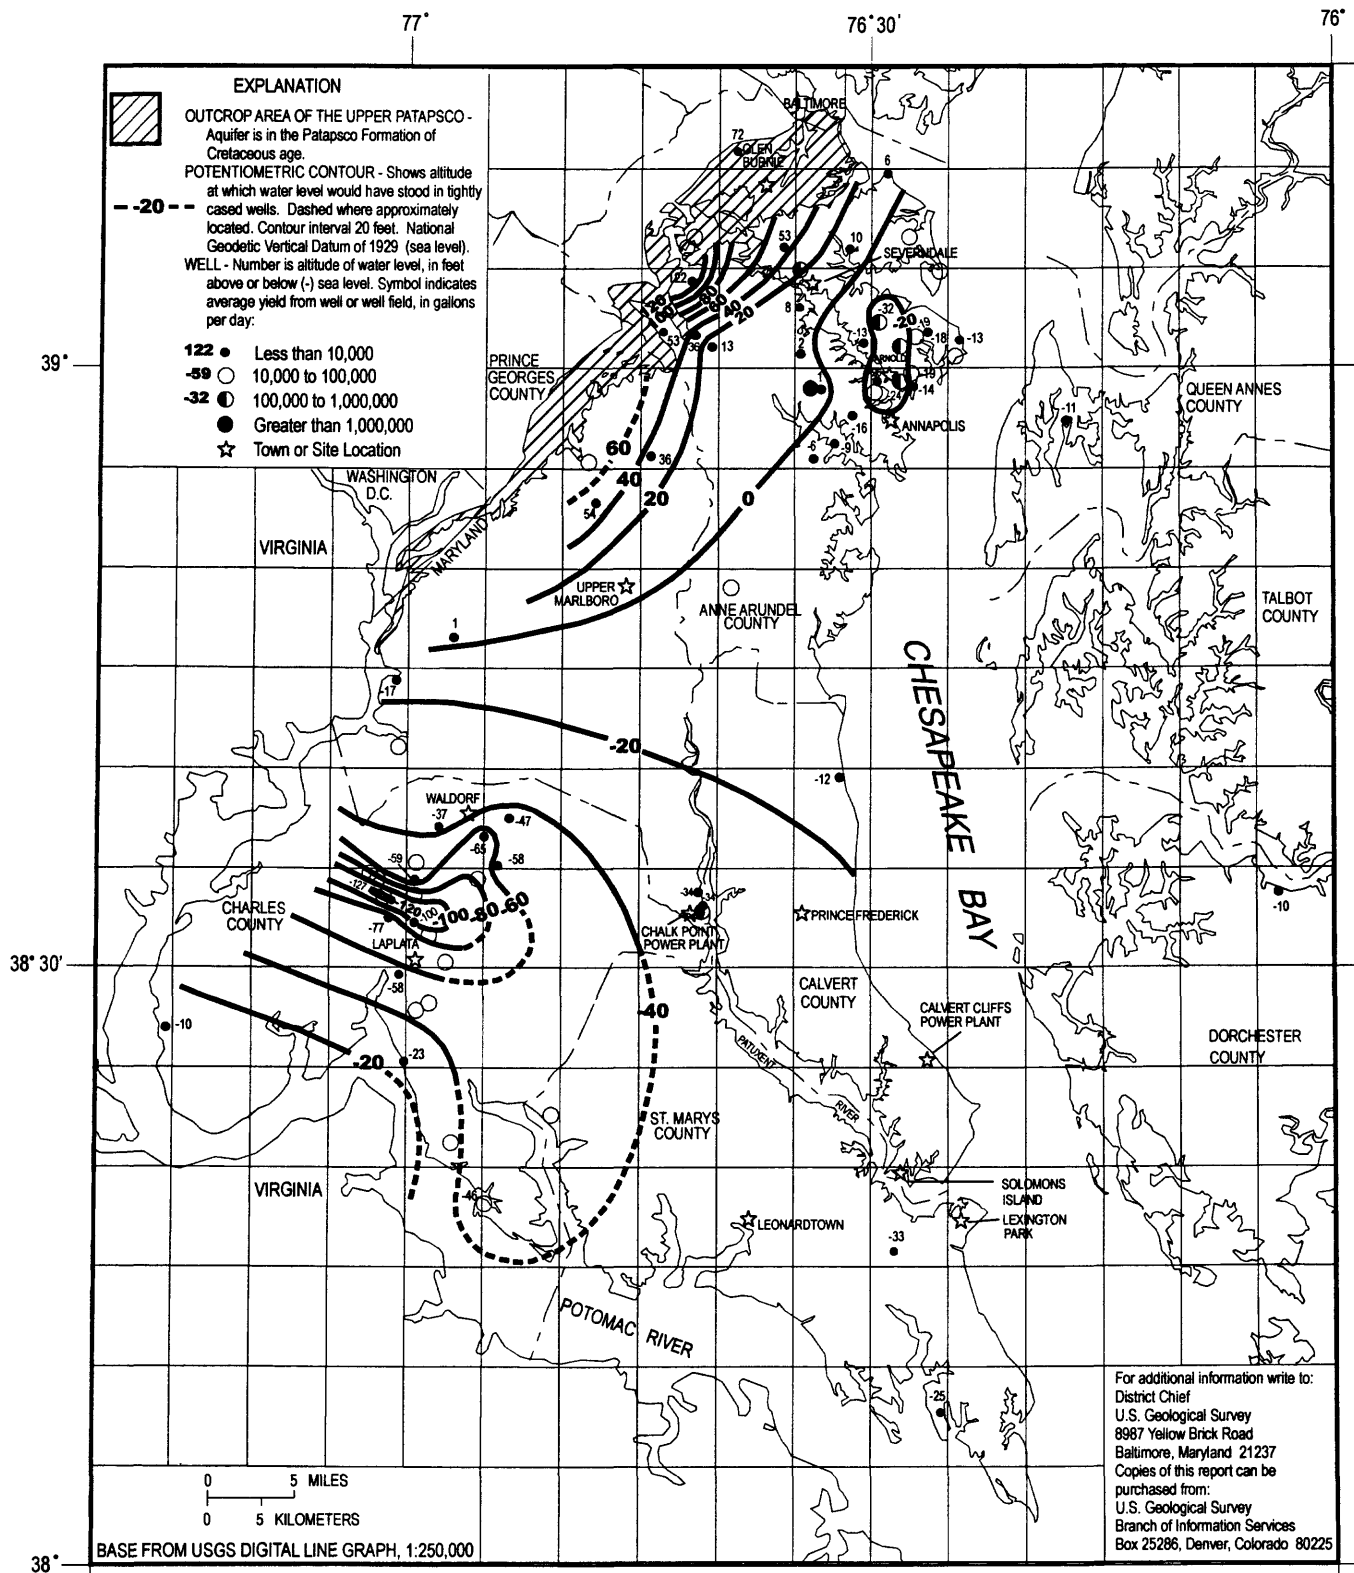 77°
76°30'
76°
EXPLANATION
OUTCROP AREA OF THE UPPER PATAPSCO -
Aquifer is in the Patapsco Formation of
Cretaceous age.
POTENTIOMETRIC CONTOUR - Shows altitude
at which water level would have stood in tightly
-20
cased wells. Dashed where approximately
located. Contour interval 20 feet. National
Geodetic Vertical Datum of 1929 (sea level).
WELL - Number is altitude of water level, in feet
above or below (-) sea level. Symbol indicates
average yield from well or well field, in gallons
per day:
122 Less than 10,000
-59 10,000 to 100,000
-32 100,000 to 1,000,000
Greater than 1,000,000
Town or Site Location
BALTIMORE
72
GLEN
BURNIE
6
53
10
SEVERNDALE
122
120
80
60
40
20
8
-32
-20
-13
-18
-13
53
36
13
2
39°
PRINCE
GEORGES
COUNTY
ARNOLD
1
-19
-14
-24
QUEEN ANNES
COUNTY
-11
-16
ANNAPOLIS
-6
-9
60
36
40
20
0
WASHINGTON
D.C.
54
VIRGINIA
MARYLAND
UPPER
MARLBORO
ANNE ARUNDEL
COUNTY
TALBOT
COUNTY
1
-17
CHESAPEAKE
BAY
-20
-12
WALDORF
-37
-47
-65
-59
-58
-127
-120
-100
-100
-80
-60
-34
-34
CHARLES
COUNTY
-77
LAPLATA
CHALK POINT
POWER PLANT
PRINCE FREDERICK
-10
38°30'
-58
CALVERT
COUNTY
CALVERT CLIFFS
POWER PLANT
-40
-10
-20
-23
DORCHESTER
COUNTY
PATUXENT
RIVER
ST. MARYS
COUNTY
VIRGINIA
-46
SOLOMONS
ISLAND
LEONARDTOWN
LEXINGTON
PARK
-33
POTOMAC RIVER
-25
For additional information write to:
District Chief
U.S. Geological Survey
8987 Yellow Brick Road
Baltimore, Maryland 21237
Copies of this report can be
purchased from:
U.S. Geological Survey
Branch of Information Services
Box 25286, Denver, Colorado 80225
0 5 MILES
0 5 KILOMETERS
BASE FROM USGS DIGITAL LINE GRAPH, 1:250,000
38°